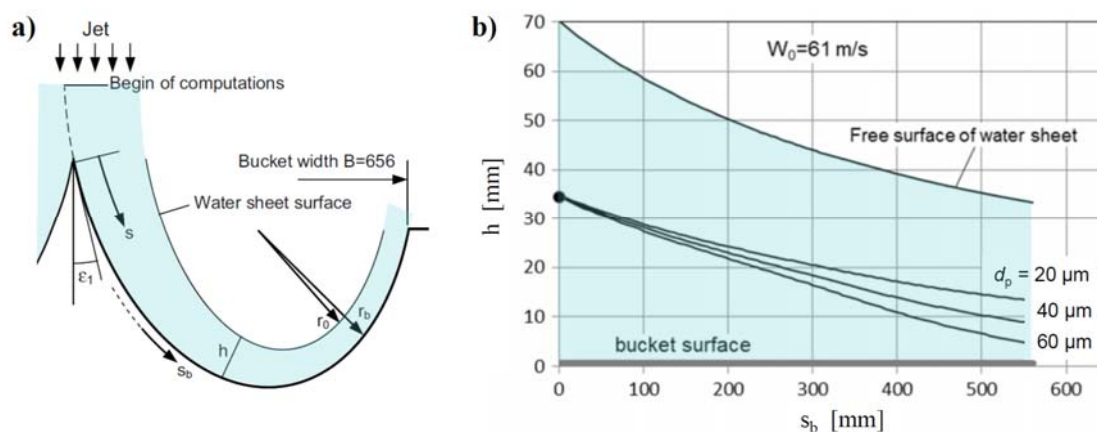 a)
Jet
Begin of computations
Bucket width B=656
Water sheet surface
s
ε1
r0
rb
h
sb
b)
70
60
50
40
30
20
10
0
h [mm]
W0=61 m/s
Free surface of water sheet
dp = 20 µm
40 µm
60 µm
bucket surface
0 100 200 300 400 500 600
sb [mm]